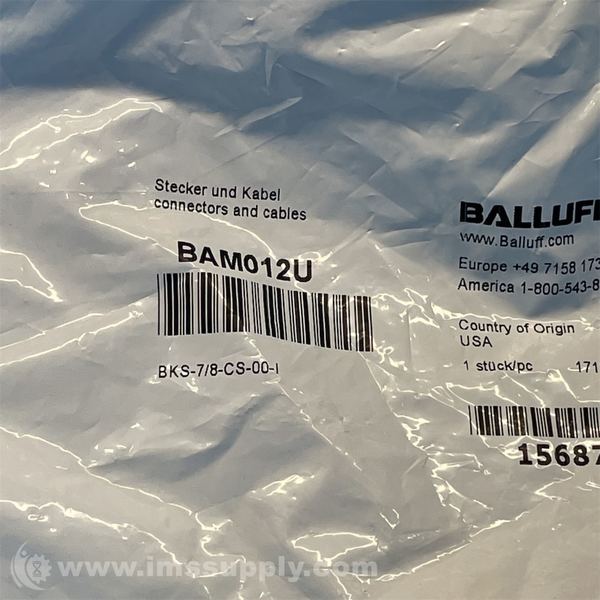 Stecker und Kabel
connectors and cables
BAM012U
BKS-7/8-CS-00-I
BALLUFF
www.Balluff.com
Europe +49 7158 173
America 1-800-543-8
Country of Origin
USA
1 stück/pc 171
15687
www.imssupply.com